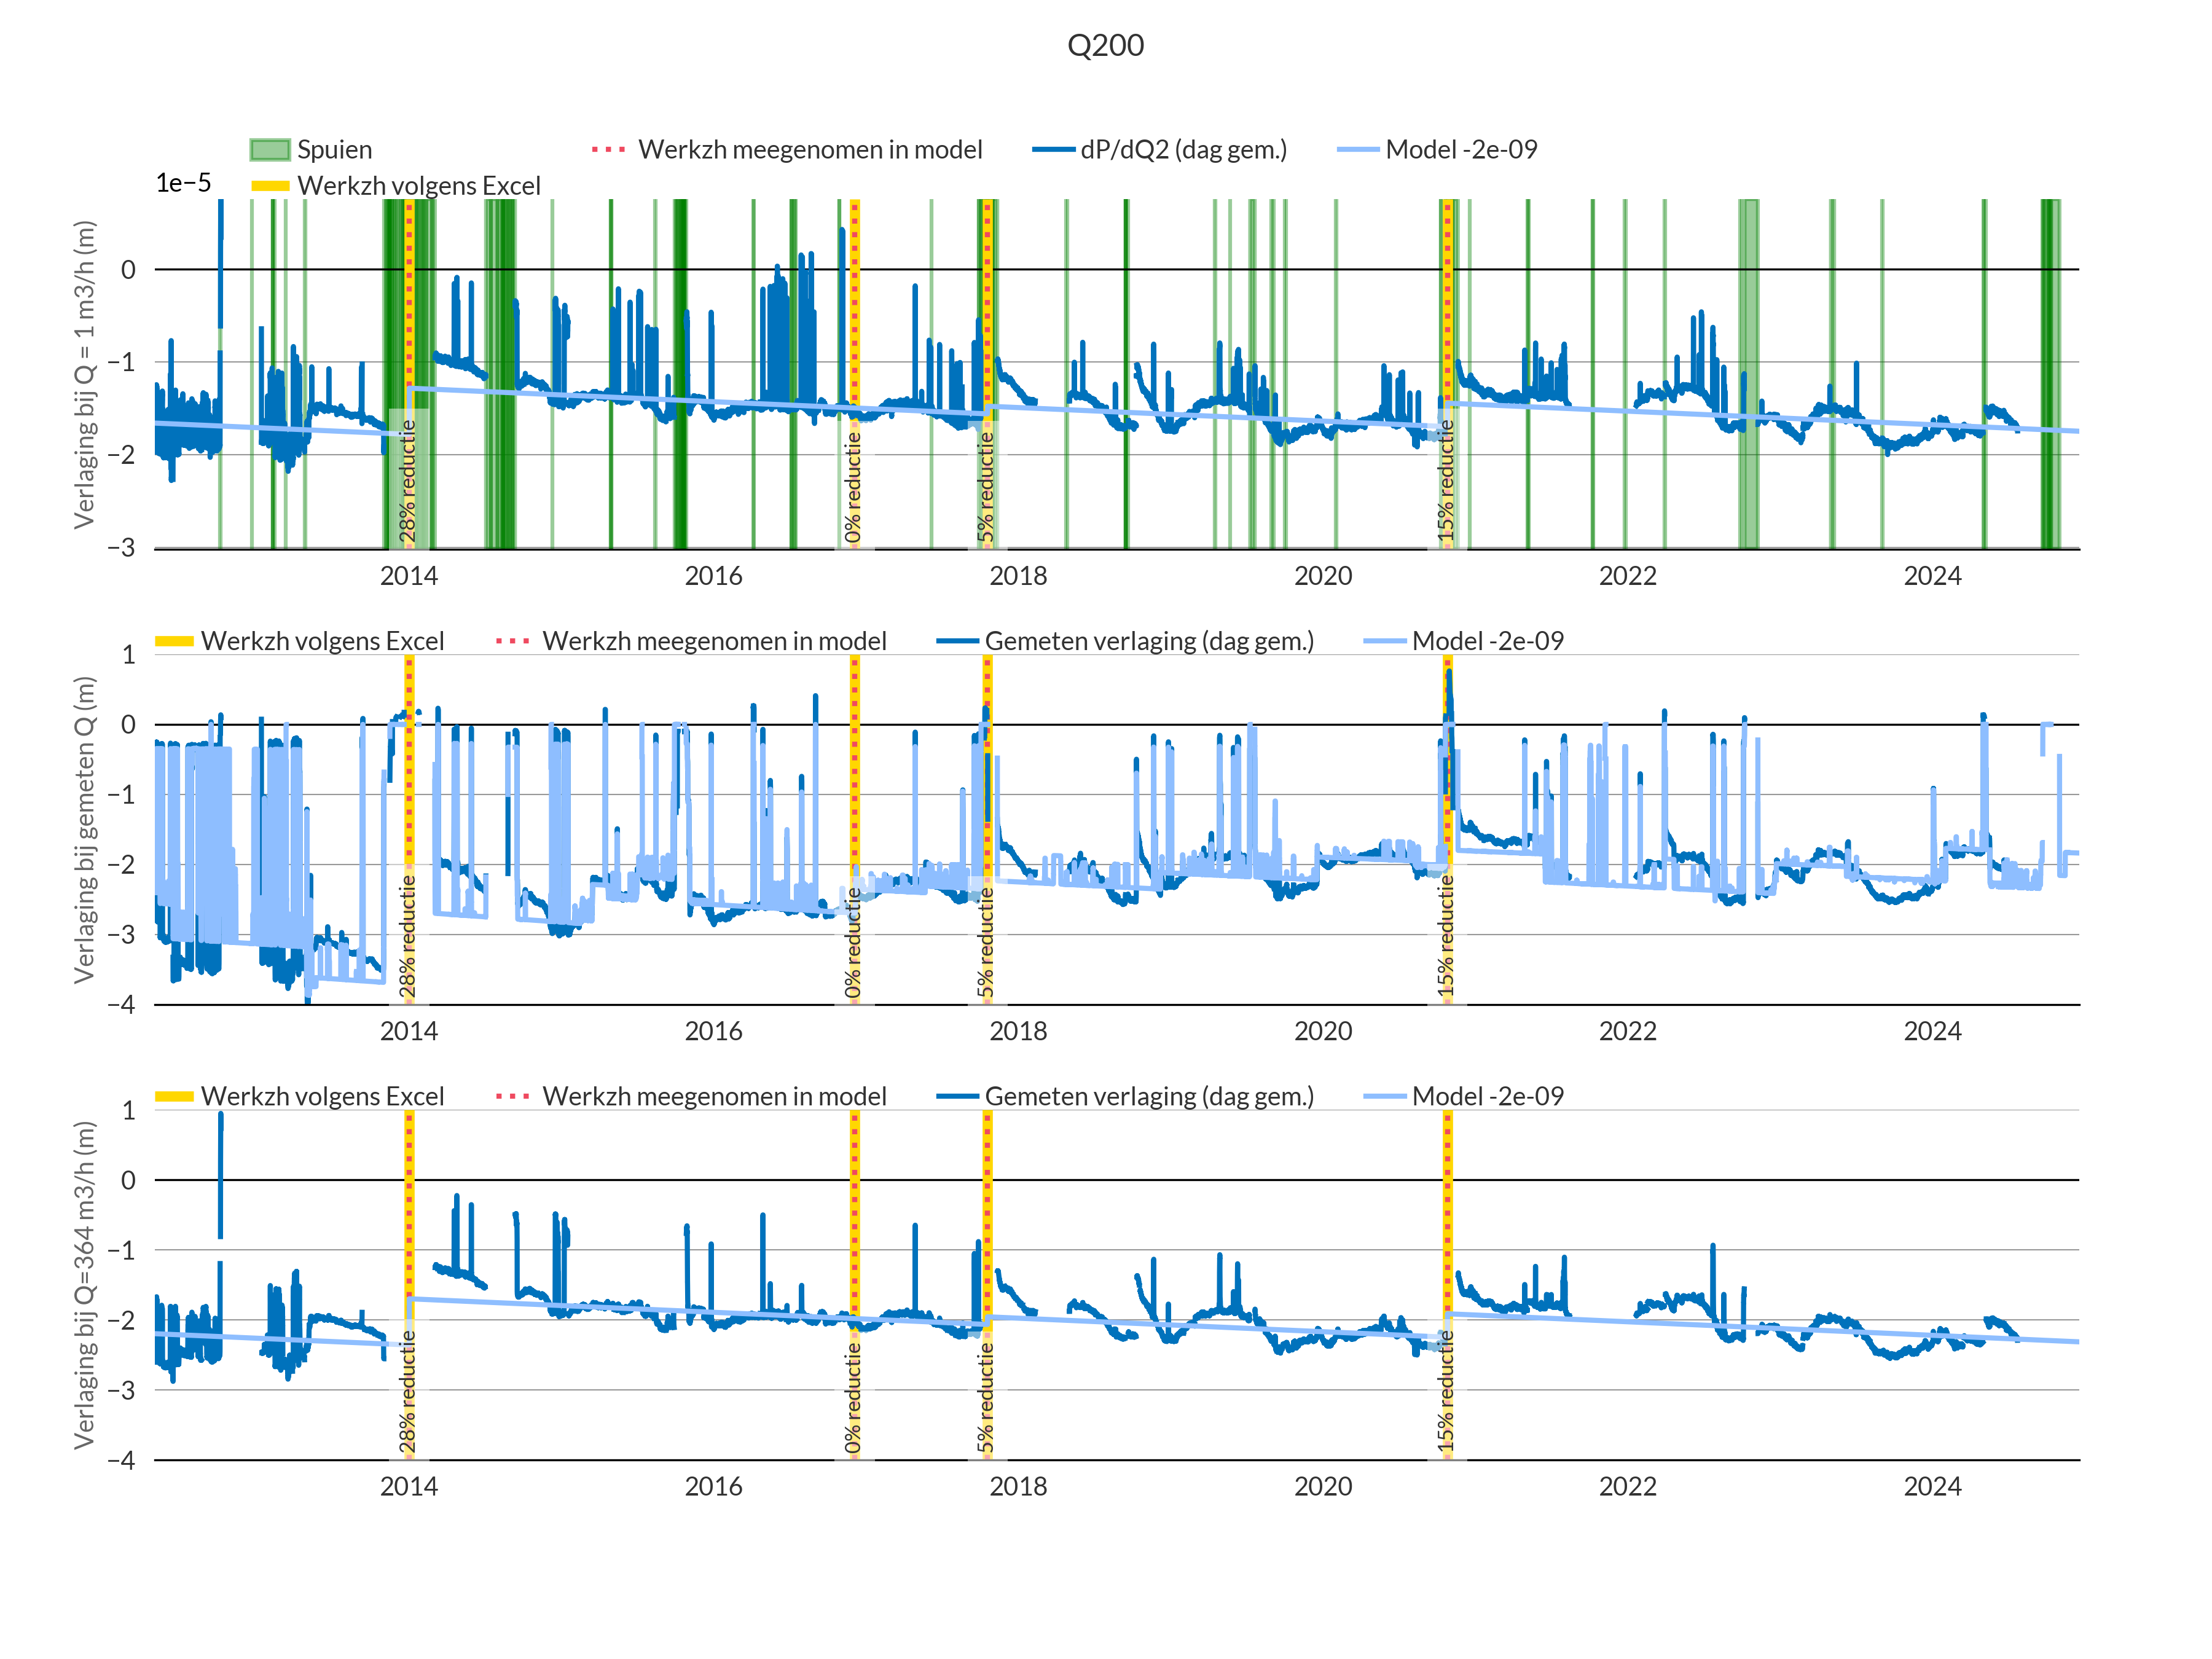 Q200
Spuien
Werkzh meegenomen in model
dP/dQ2 (dag gem.)
Model -2e-09
Werkzh volgens Excel
1e−5
Verlaging bij Q = 1 m3/h (m)
0
−1
−2
−3
28% reductie
0% reductie
5% reductie
15% reductie
2014 2016 2018 2020 2022 2024
Werkzh volgens Excel
Werkzh meegenomen in model
Gemeten verlaging (dag gem.)
Model -2e-09
Verlaging bij gemeten Q (m)
1
0
−1
−2
−3
−4
28% reductie
0% reductie
5% reductie
15% reductie
2014 2016 2018 2020 2022 2024
Werkzh volgens Excel
Werkzh meegenomen in model
Gemeten verlaging (dag gem.)
Model -2e-09
Verlaging bij Q=364 m3/h (m)
1
0
−1
−2
−3
−4
28% reductie
0% reductie
5% reductie
15% reductie
2014 2016 2018 2020 2022 2024